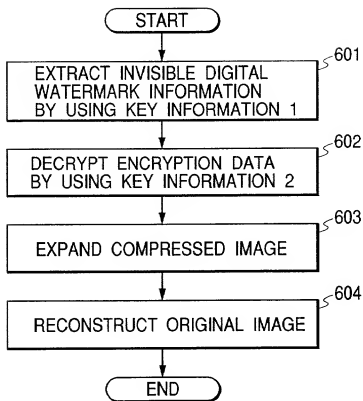 START
601
EXTRACT INVISIBLE DIGITAL
WATERMARK INFORMATION
BY USING KEY INFORMATION 1
602
DECRYPT ENCRYPTION DATA
BY USING KEY INFORMATION 2
603
EXPAND COMPRESSED IMAGE
604
RECONSTRUCT ORIGINAL IMAGE
END